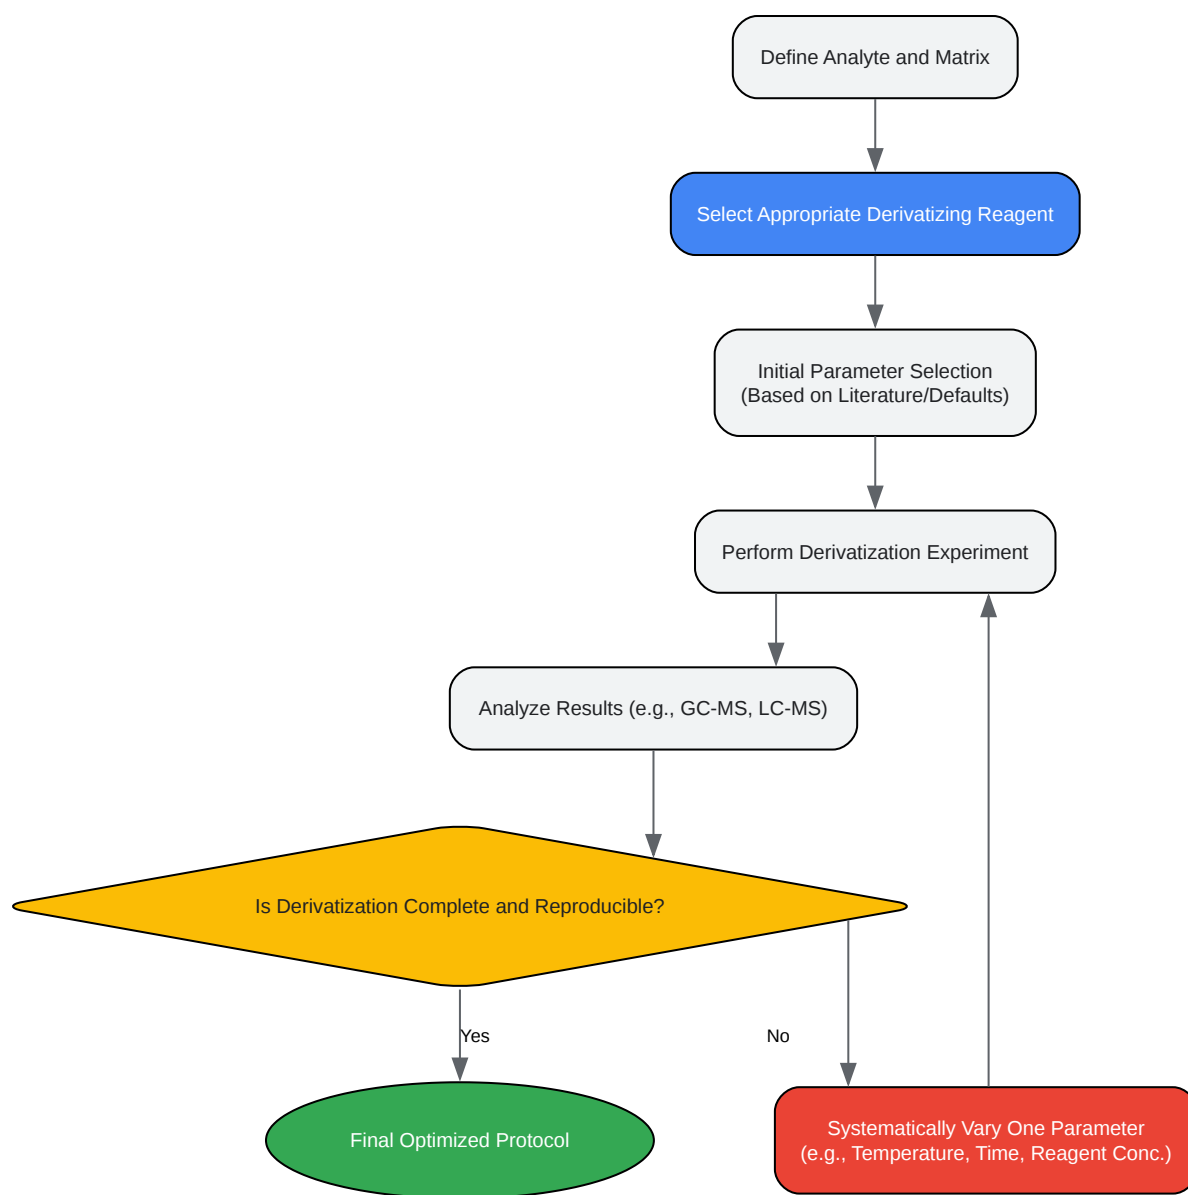 Define Analyte and Matrix
Select Appropriate Derivatizing Reagent
Initial Parameter Selection
(Based on Literature/Defaults)
Perform Derivatization Experiment
Analyze Results (e.g., GC-MS, LC-MS)
Is Derivatization Complete and Reproducible?
Yes
No
Final Optimized Protocol
Systematically Vary One Parameter
(e.g., Temperature, Time, Reagent Conc.)